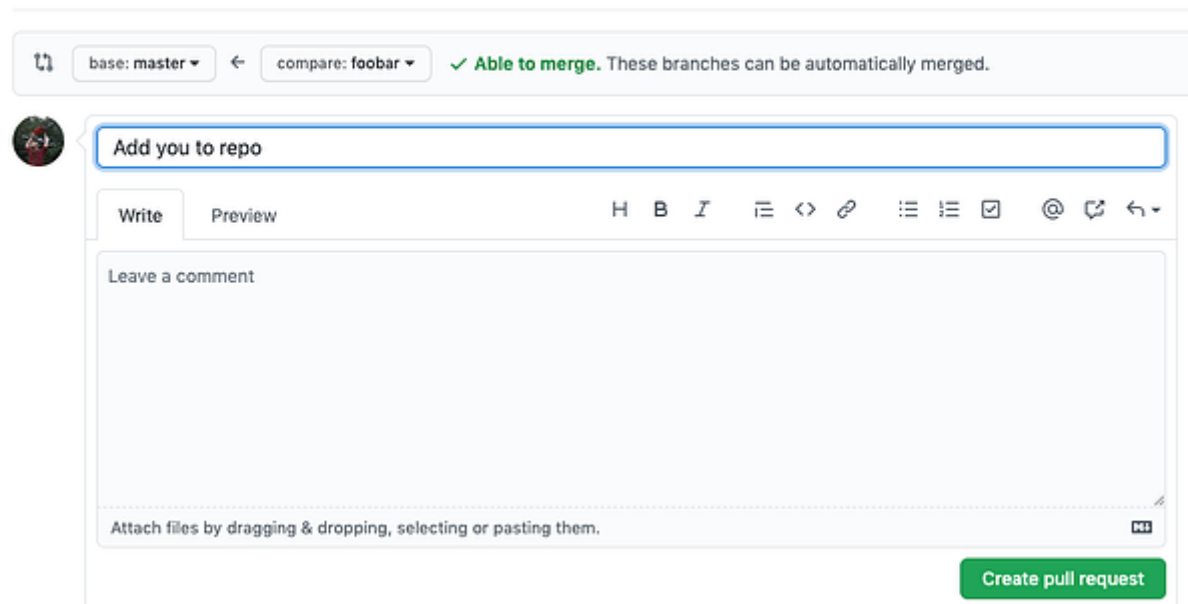 base: master compare: foobar Able to merge. These branches can be automatically merged.
Add you to repo
Write Preview H B I @
Leave a comment
Attach files by dragging & dropping, selecting or pasting them.
Create pull request